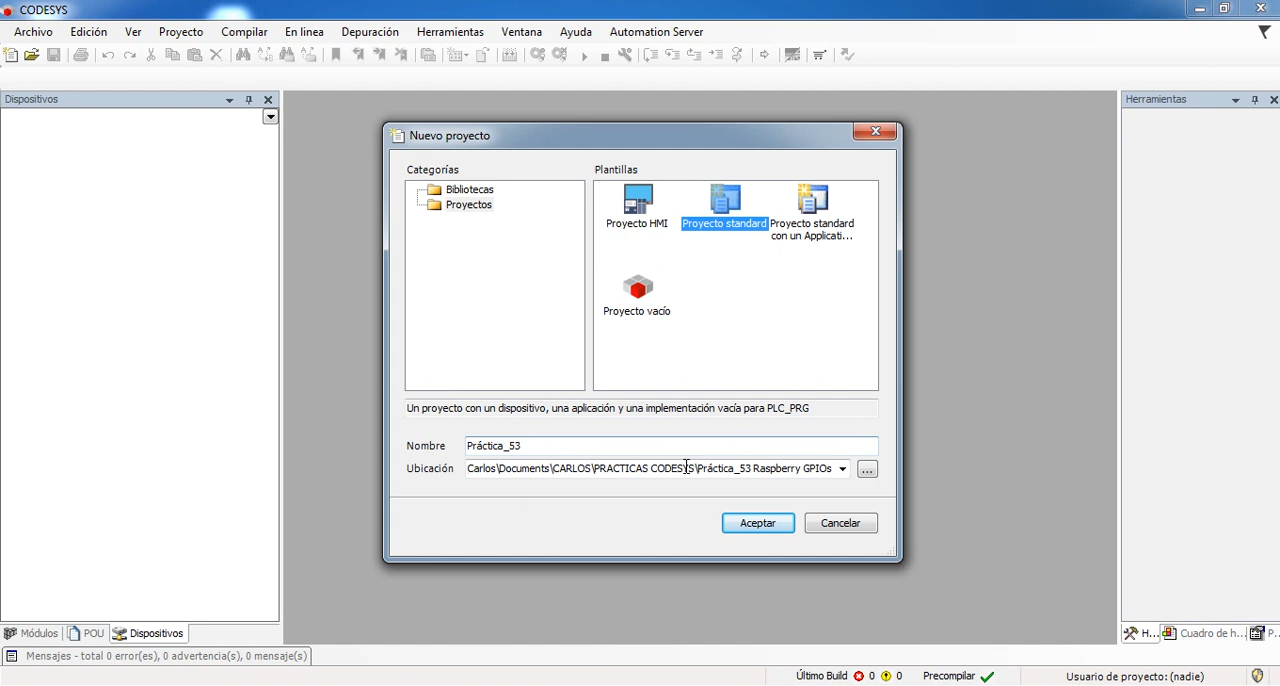 CODESYS
Archivo Edición Ver Proyecto Compilar En linea Depuración Herramientas Ventana Ayuda Automation Server
Dispositivos
Herramientas
Nuevo proyecto
Categorías
Plantillas
Bibliotecas
Proyectos
Proyecto HMI
Proyecto standard
Proyecto standard
con un Applicati...
Proyecto vacío
Un proyecto con un dispositivo, una aplicación y una implementación vacía para PLC_PRG
Nombre Práctica_53
Ubicación Carlos\Documents\CARLOS\PRACTICAS CODESYS\Práctica_53 Raspberry GPIOs ...
Aceptar Cancelar
Módulos POU Dispositivos
H... Cuadro de h... P...
Mensajes - total 0 error(es), 0 advertencia(s), 0 mensaje(s)
Último Build 0 0 Precompilar Usuario de proyecto: (nadie)